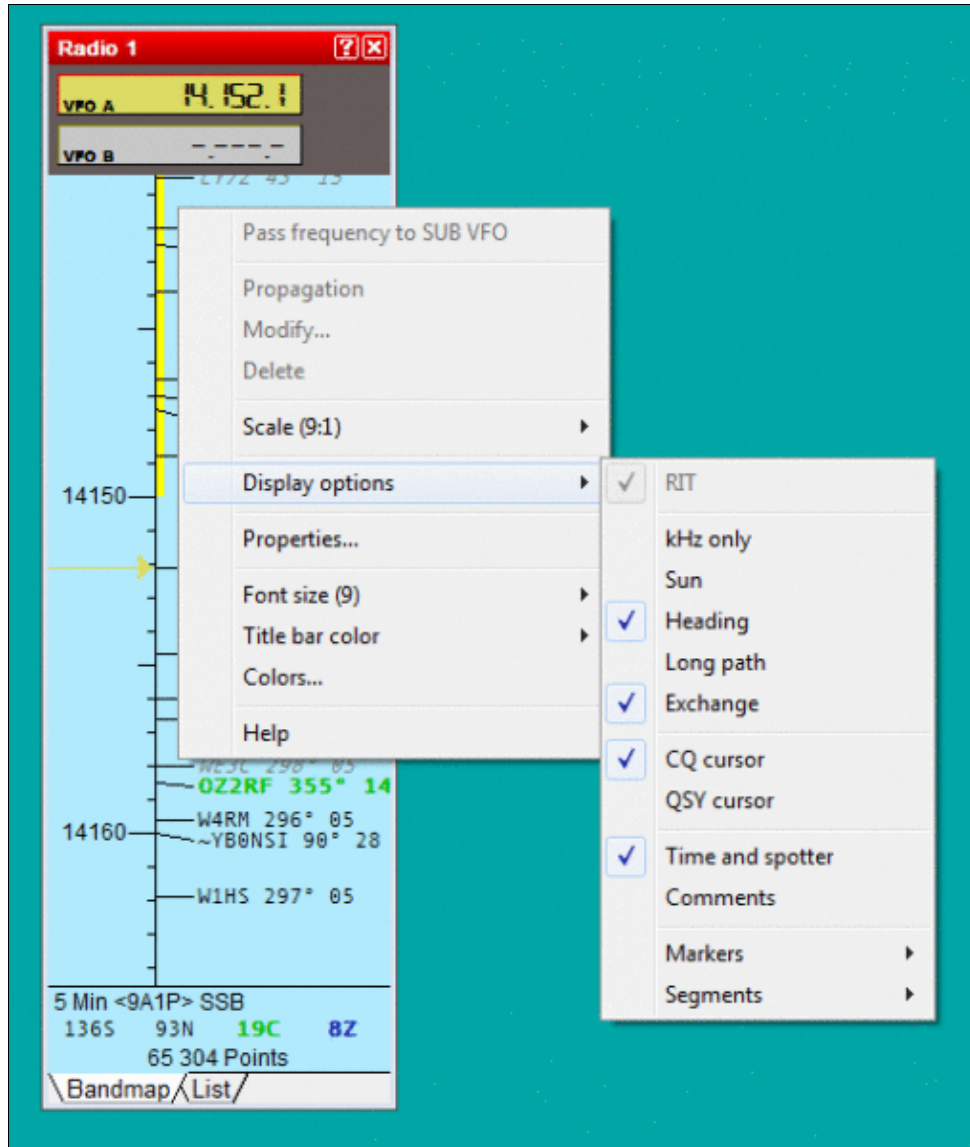 Radio 1
VFO A 14.152.1
VFO B -.---.-
Pass frequency to SUB VFO
Propagation
Modify...
Delete
Scale (9:1)
Display options
Properties...
Font size (9)
Title bar color
Colors...
Help
RIT
kHz only
Sun
Heading
Long path
Exchange
CQ cursor
QSY cursor
Time and spotter
Comments
Markers
Segments
14150
WE3C 298° 05
OZ2RF 355° 14
14160
W4RM 296° 05
~YB0NSI 90° 28
W1HS 297° 05
5 Min <9A1P> SSB
136S 93N 19C 8Z
65 304 Points
Bandmap List